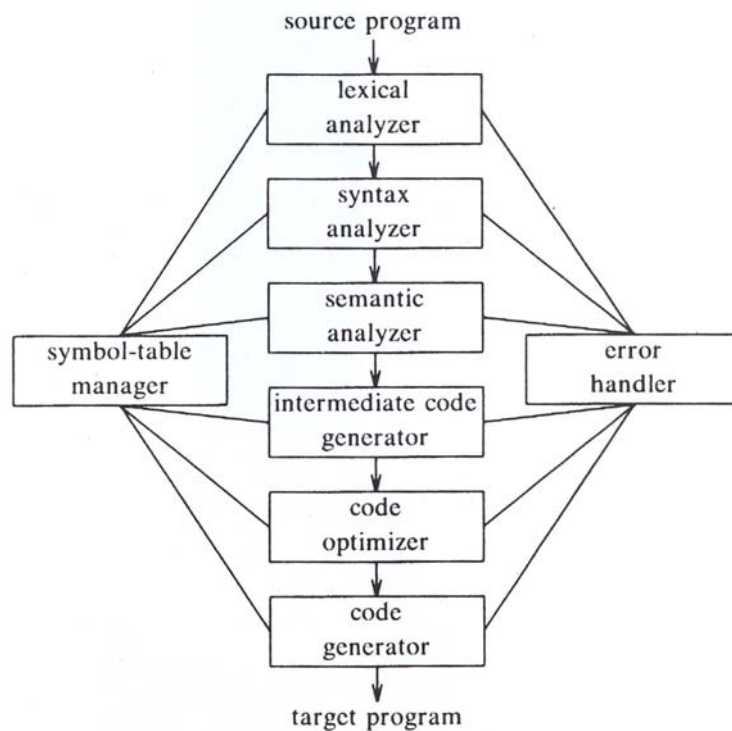 source program
lexical
analyzer
syntax
analyzer
semantic
analyzer
symbol-table
manager
error
handler
intermediate code
generator
code
optimizer
code
generator
target program